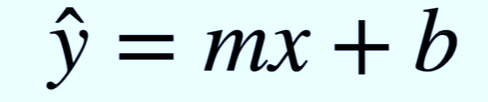 ŷ = mx + b